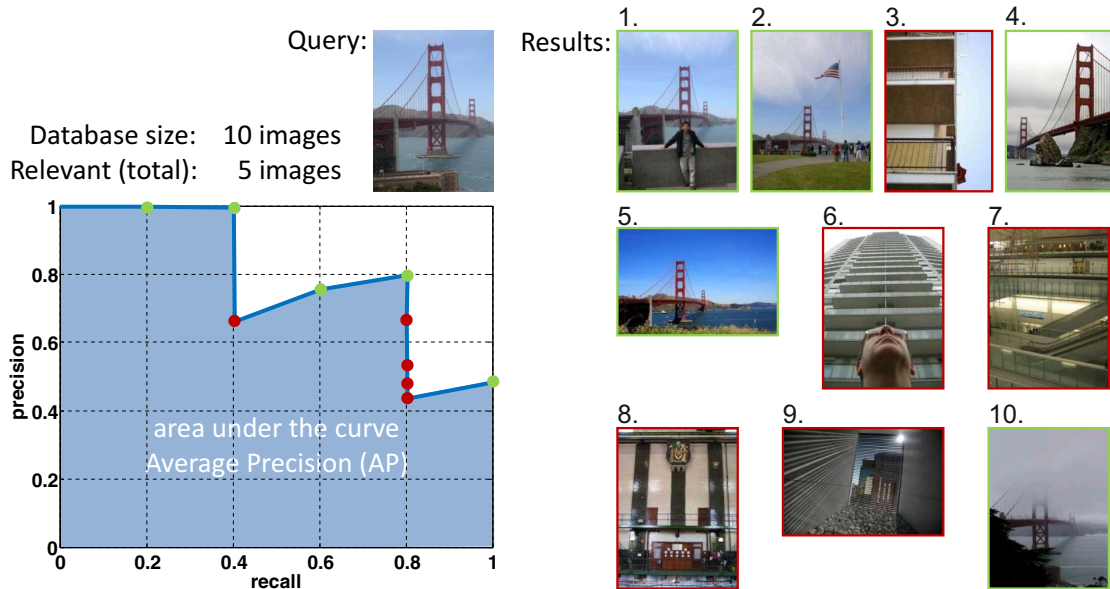 Query:
Database size: 10 images
Relevant (total): 5 images
Results:
1.
2.
3.
4.
5.
6.
7.
8.
9.
10.
precision
1
0.8
0.6
0.4
0.2
0
area under the curve
Average Precision (AP)
0 0.2 0.4 0.6 0.8 1
recall